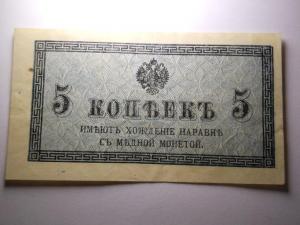 5 КОПѢЕКЪ 5
ИМѢЮТЪ ХОЖДЕНІЕ НАРАВНѢ
СЪ МѢДНОЙ МОНЕТОЙ.